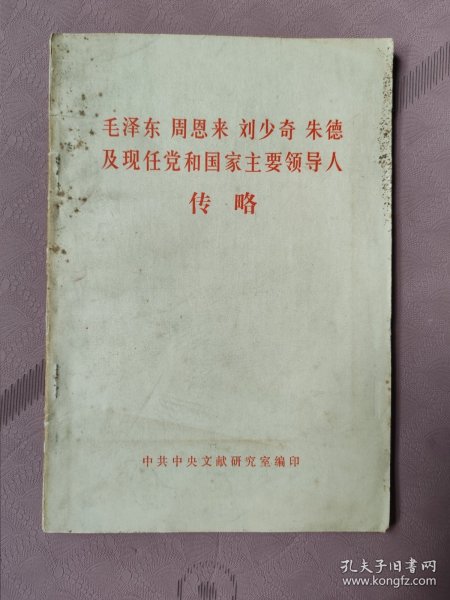 毛泽东 周恩来 刘少奇 朱德
及现任党和国家主要领导人
传略
中共中央文献研究室编印
孔夫子旧书网
www.kongfz.com